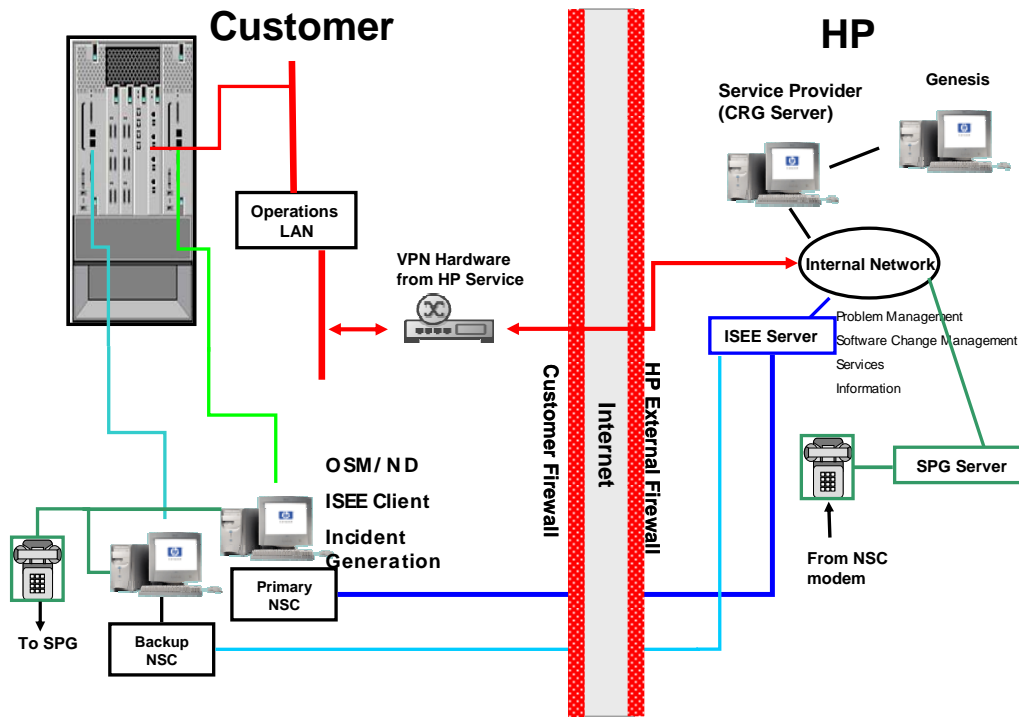 Customer
HP
Service Provider
(CRG Server)
Genesis
Operations
LAN
VPN Hardware
from HP Service
Internal Network
ISEE Server
Problem Management
Software Change Management
Services
Information
Customer Firewall
Internet
HP External Firewall
SPG Server
From NSC
modem
OSM/ ND
ISEE Client
Incident
Generation
Primary
NSC
To SPG
Backup
NSC